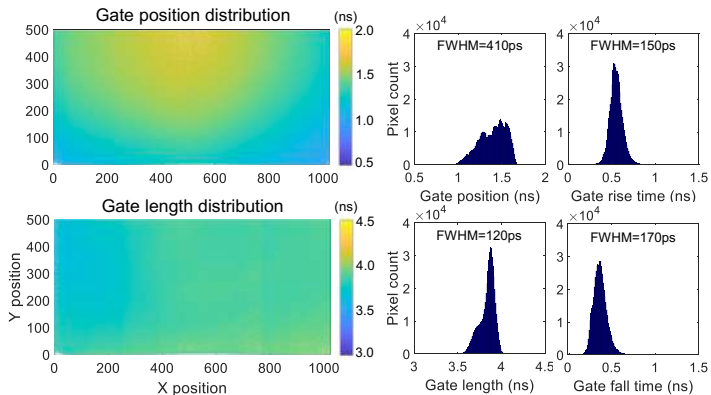 Gate position distribution
(ns)
500
400
300
200
100
0
0 200 400 600 800 1000
2.0
1.5
1.0
0.5
×10⁴
FWHM=410ps
Pixel count
4
3
2
1
0
0.5 1 1.5 2
Gate position (ns)
×10⁴
FWHM=150ps
4
3
2
1
0
0 0.5 1 1.5
Gate rise time (ns)
Gate length distribution
(ns)
Y position
500
400
300
200
100
0
0 200 400 600 800 1000
X position
4.5
4.0
3.5
3.0
×10⁴
FWHM=120ps
Pixel count
4
3
2
1
0
3 3.5 4 4.5
Gate length (ns)
×10⁴
FWHM=170ps
4
3
2
1
0
0 0.5 1 1.5
Gate fall time (ns)